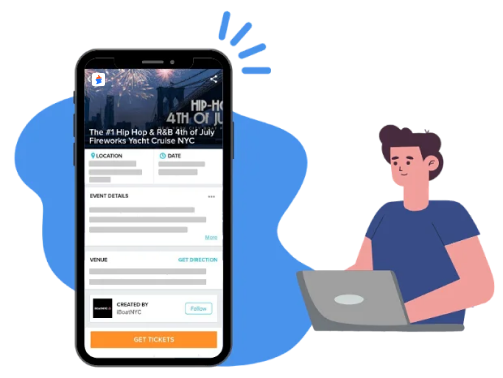 HIP-HO
4TH OF JU
The #1 Hip Hop & R&B 4th of July
Fireworks Yacht Cruise NYC
LOCATION
DATE
EVENT DETAILS
More
VENUE
GET DIRECTION
CREATED BY
iBoatNYC
Follow
GET TICKETS